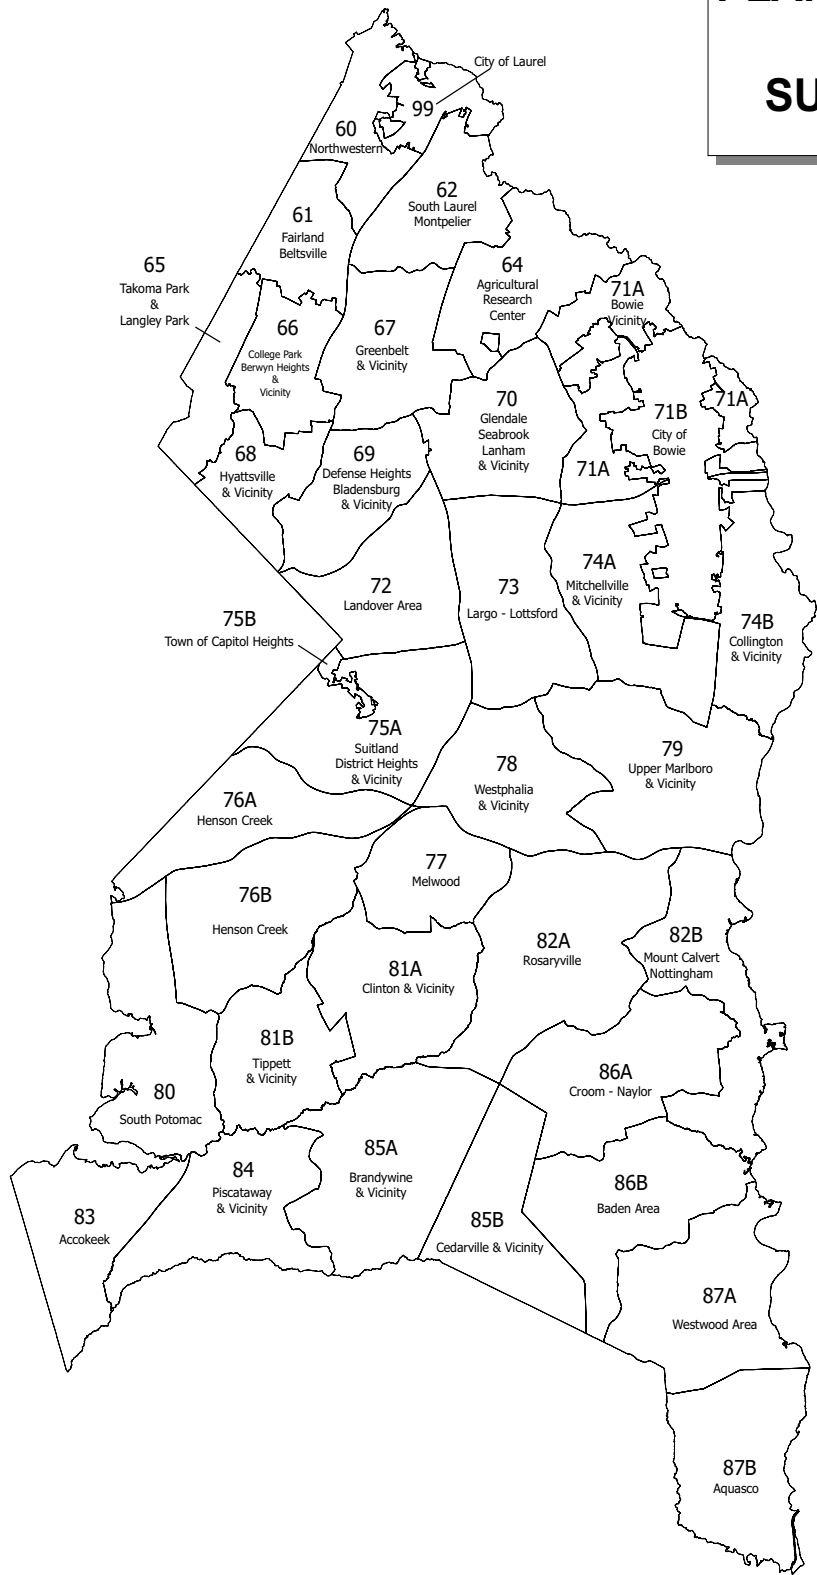 SU
City of Laurel
99
60
Northwestern
62
South Laurel
Montpelier
61
Fairland
Beltsville
65
Takoma Park
&
Langley Park
64
Agricultural
Research
Center
71A
Bowie
Vicinity
66
College Park
Berwyn Heights
&
Vicinity
67
Greenbelt
& Vicinity
70
Glendale
Seabrook
Lanham
& Vicinity
71B
City of
Bowie
71A
68
Hyattsville
& Vicinity
69
Defense Heights
Bladensburg
& Vicinity
71A
72
Landover Area
73
Largo - Lottsford
74A
Mitchellville
& Vicinity
74B
Collington
& Vicinity
75B
Town of Capitol Heights
75A
Suitland
District Heights
& Vicinity
78
Westphalia
& Vicinity
79
Upper Marlboro
& Vicinity
76A
Henson Creek
77
Melwood
76B
Henson Creek
82A
Rosaryville
82B
Mount Calvert
Nottingham
81A
Clinton & Vicinity
81B
Tippett
& Vicinity
86A
Croom - Naylor
80
South Potomac
85A
Brandywine
& Vicinity
84
Piscataway
& Vicinity
86B
Baden Area
83
Accokeek
85B
Cedarville & Vicinity
87A
Westwood Area
87B
Aquasco